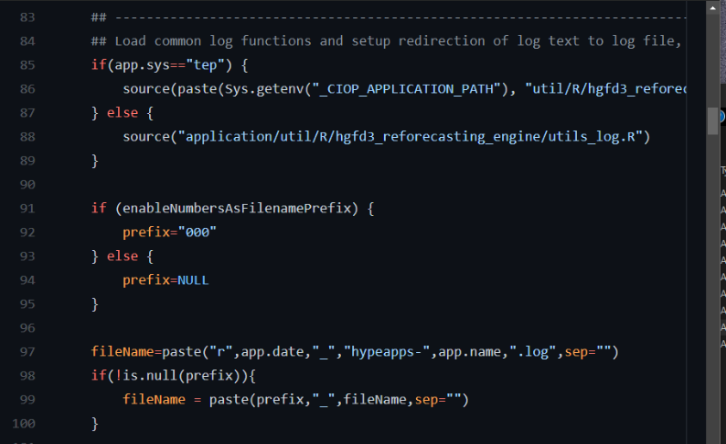 83 ## -------------------------------------------------------------------------
84 ## Load common log functions and setup redirection of log text to log file,
85 if(app.sys=="tep") {
86 source(paste(Sys.getenv("_CIOP_APPLICATION_PATH"), "util/R/hgfd3_reforec
87 } else {
88 source("application/util/R/hgfd3_reforecasting_engine/utils_log.R")
89 }
90
91 if (enableNumbersAsFilenamePrefix) {
92 prefix="000"
93 } else {
94 prefix=NULL
95 }
96
97 fileName=paste("r",app.date,"_","hypeapps-",app.name,".log",sep="")
98 if(!is.null(prefix)){
99 fileName = paste(prefix,"_",fileName,sep="")
100 }